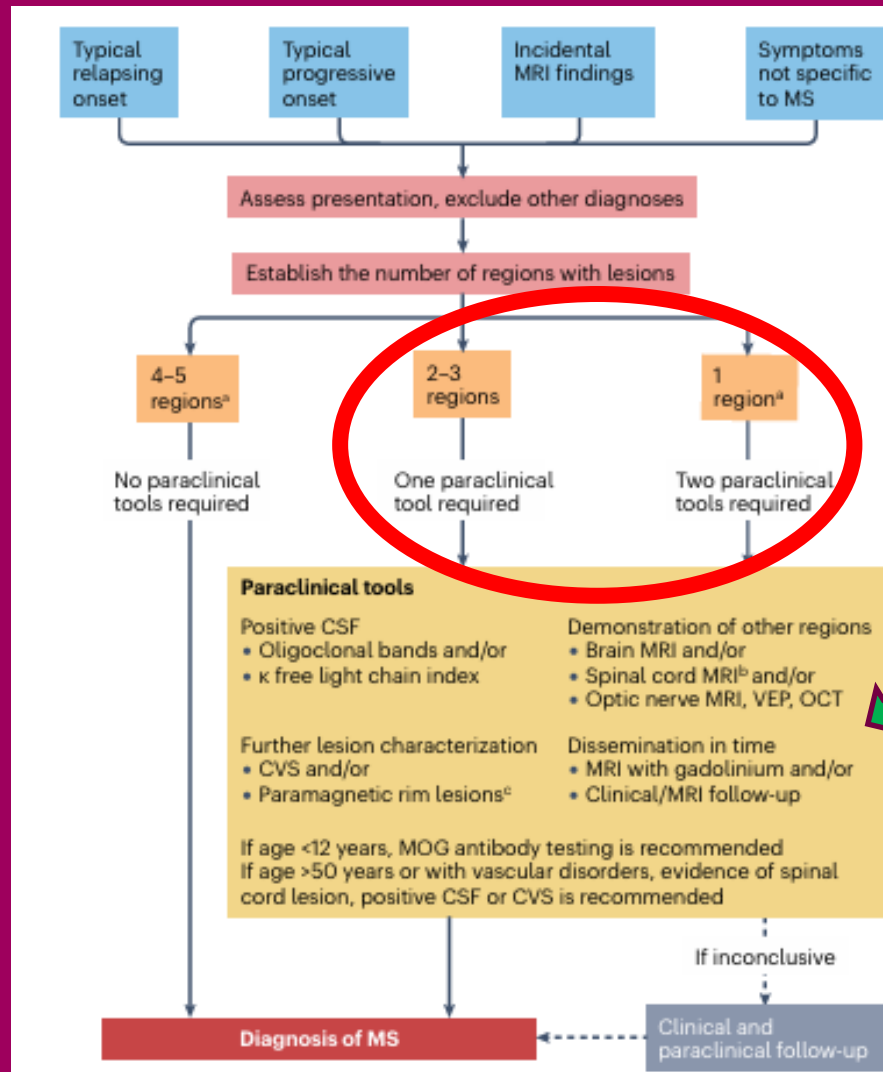 Typical
relapsing
onset
Typical
progressive
onset
Incidental
MRI findings
Symptoms
not specific
to MS
Assess presentation, exclude other diagnoses
Establish the number of regions with lesions
4–5
regionsᵃ
2–3
regions
1
regionᵃ
No paraclinical
tools required
One paraclinical
tool required
Two paraclinical
tools required
Paraclinical tools
Positive CSF
• Oligoclonal bands and/or
• κ free light chain index
Demonstration of other regions
• Brain MRI and/or
• Spinal cord MRIᵇ and/or
• Optic nerve MRI, VEP, OCT
Further lesion characterization
• CVS and/or
• Paramagnetic rim lesionsᶜ
Dissemination in time
• MRI with gadolinium and/or
• Clinical/MRI follow-up
If age <12 years, MOG antibody testing is recommended
If age >50 years or with vascular disorders, evidence of spinal
cord lesion, positive CSF or CVS is recommended
If inconclusive
Diagnosis of MS
Clinical and
paraclinical follow-up